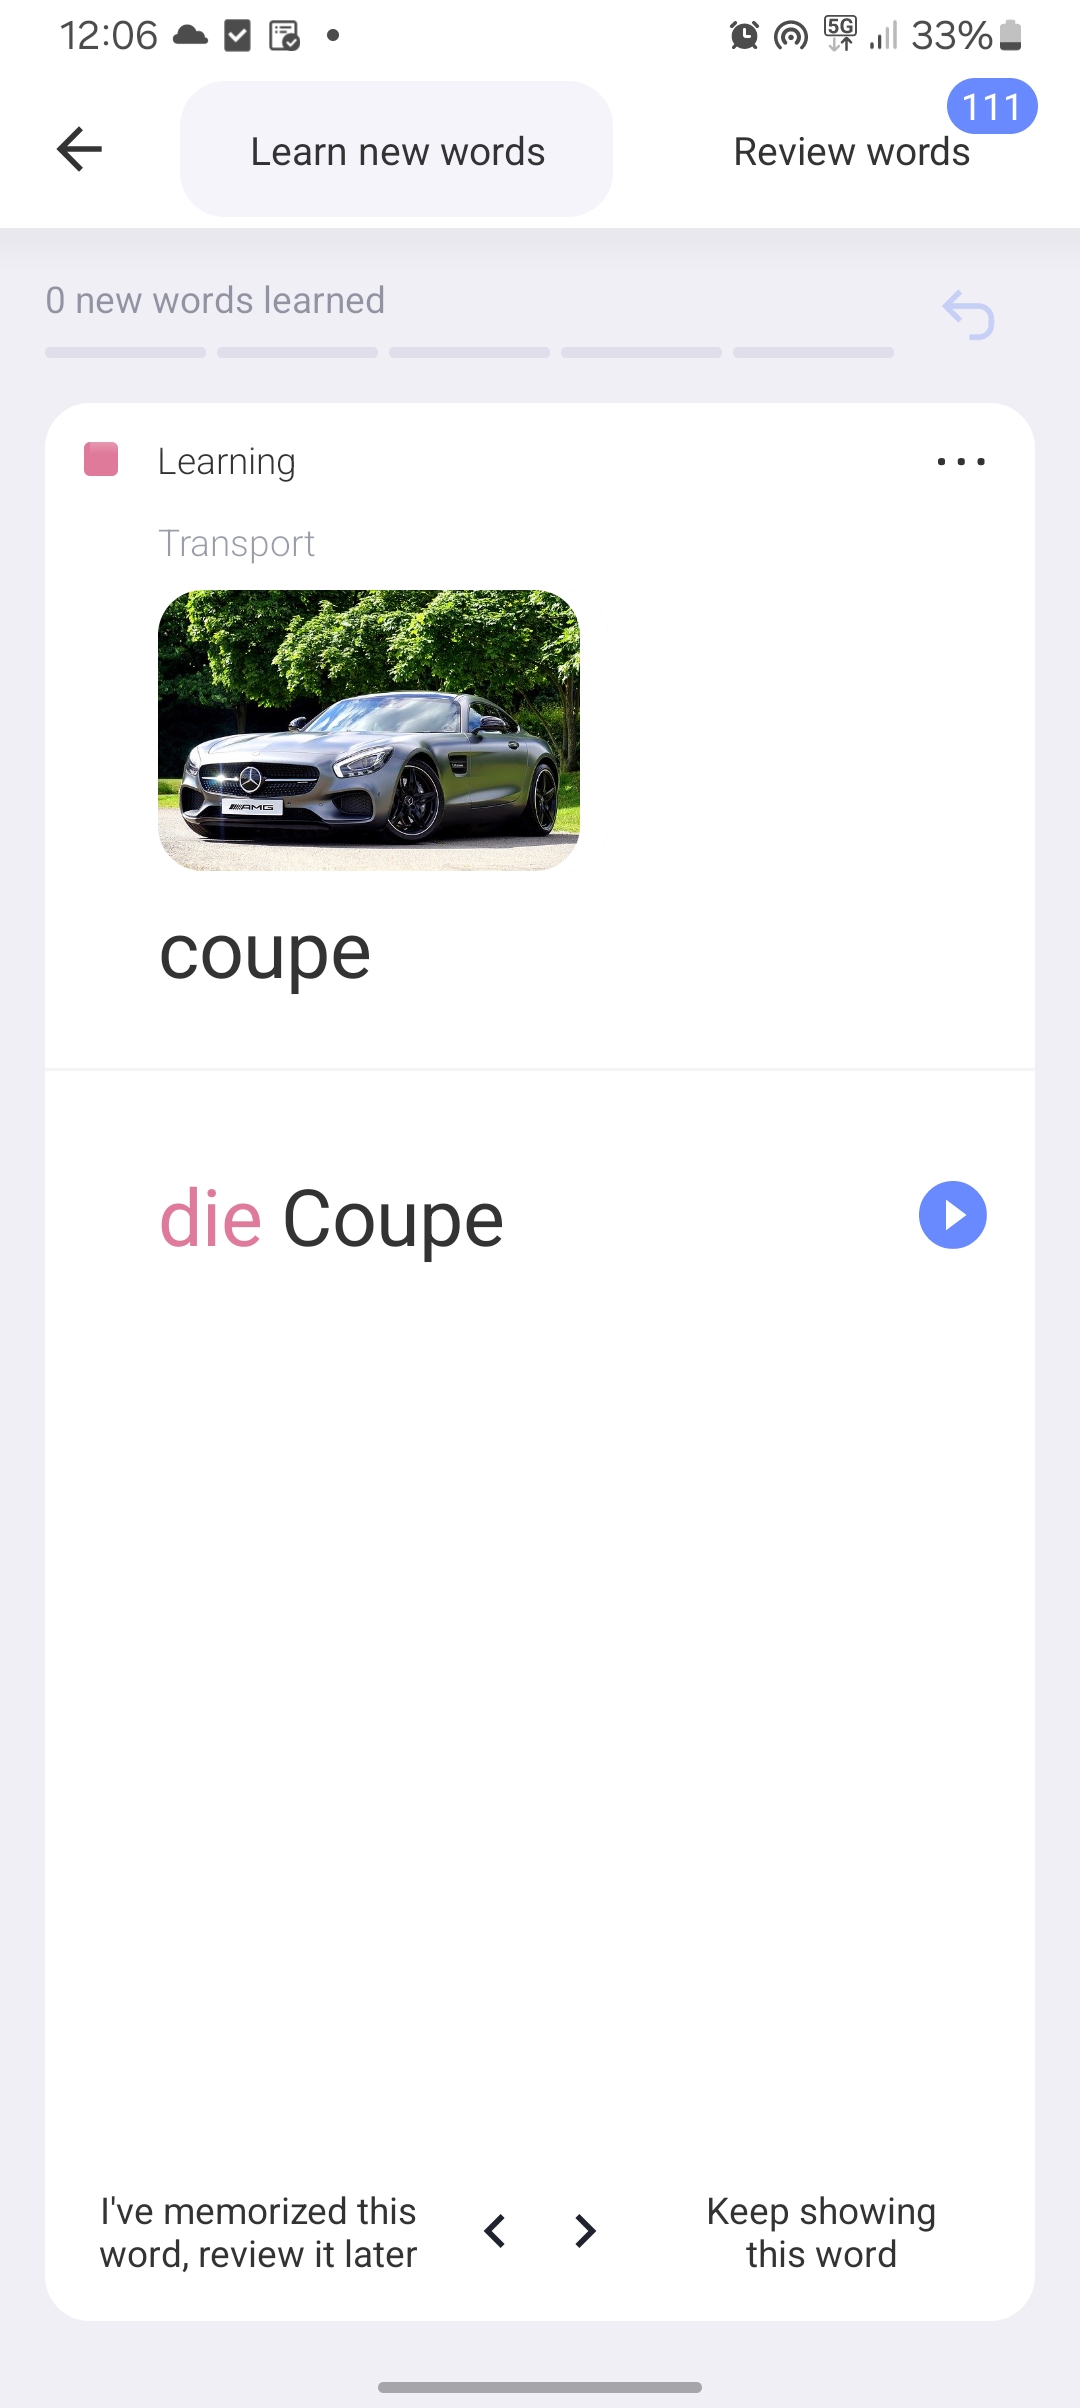 12:06
5G
33%
111
Learn new words
Review words
0 new words learned
Learning
Transport
AMG
coupe
die Coupe
I've memorized this
word, review it later
Keep showing
this word